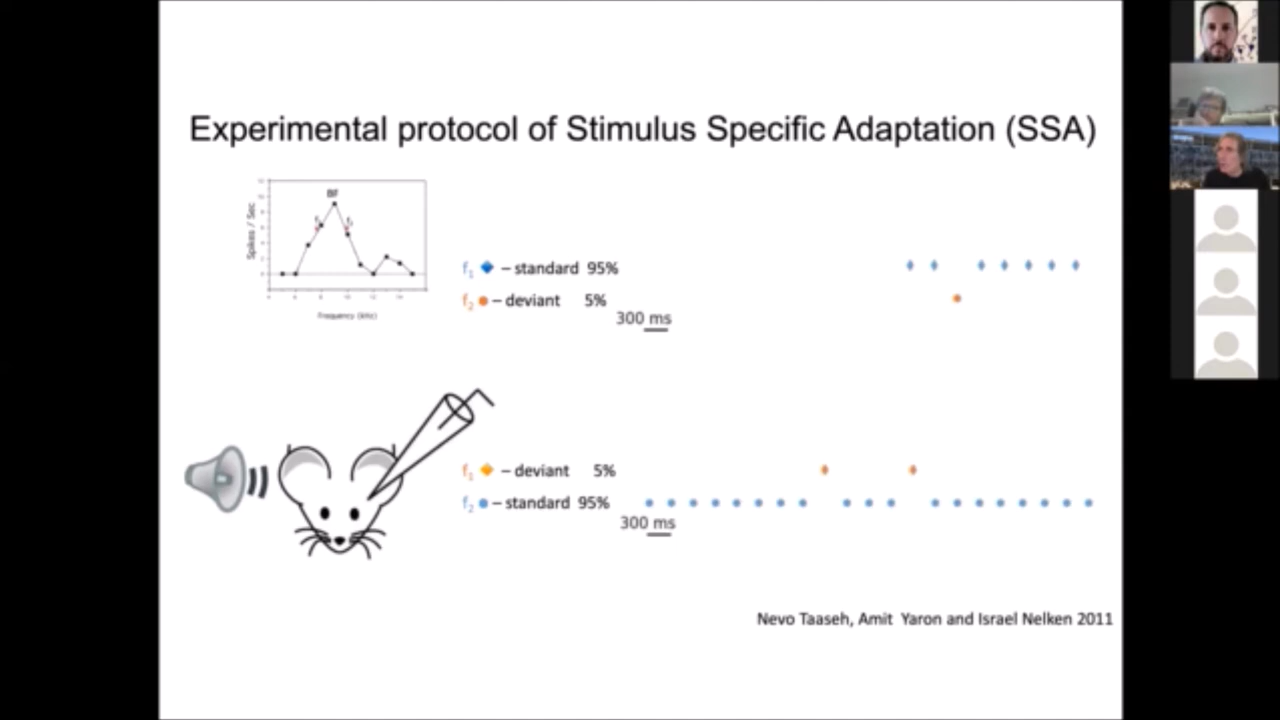 Experimental protocol of Stimulus Specific Adaptation (SSA)
BF
Spikes / Sec
Frequency (kHz)
f₁ – standard 95%
f₂ – deviant 5%
300 ms
f₁ – deviant 5%
f₂ – standard 95%
300 ms
Nevo Taaseh, Amit Yaron and Israel Nelken 2011